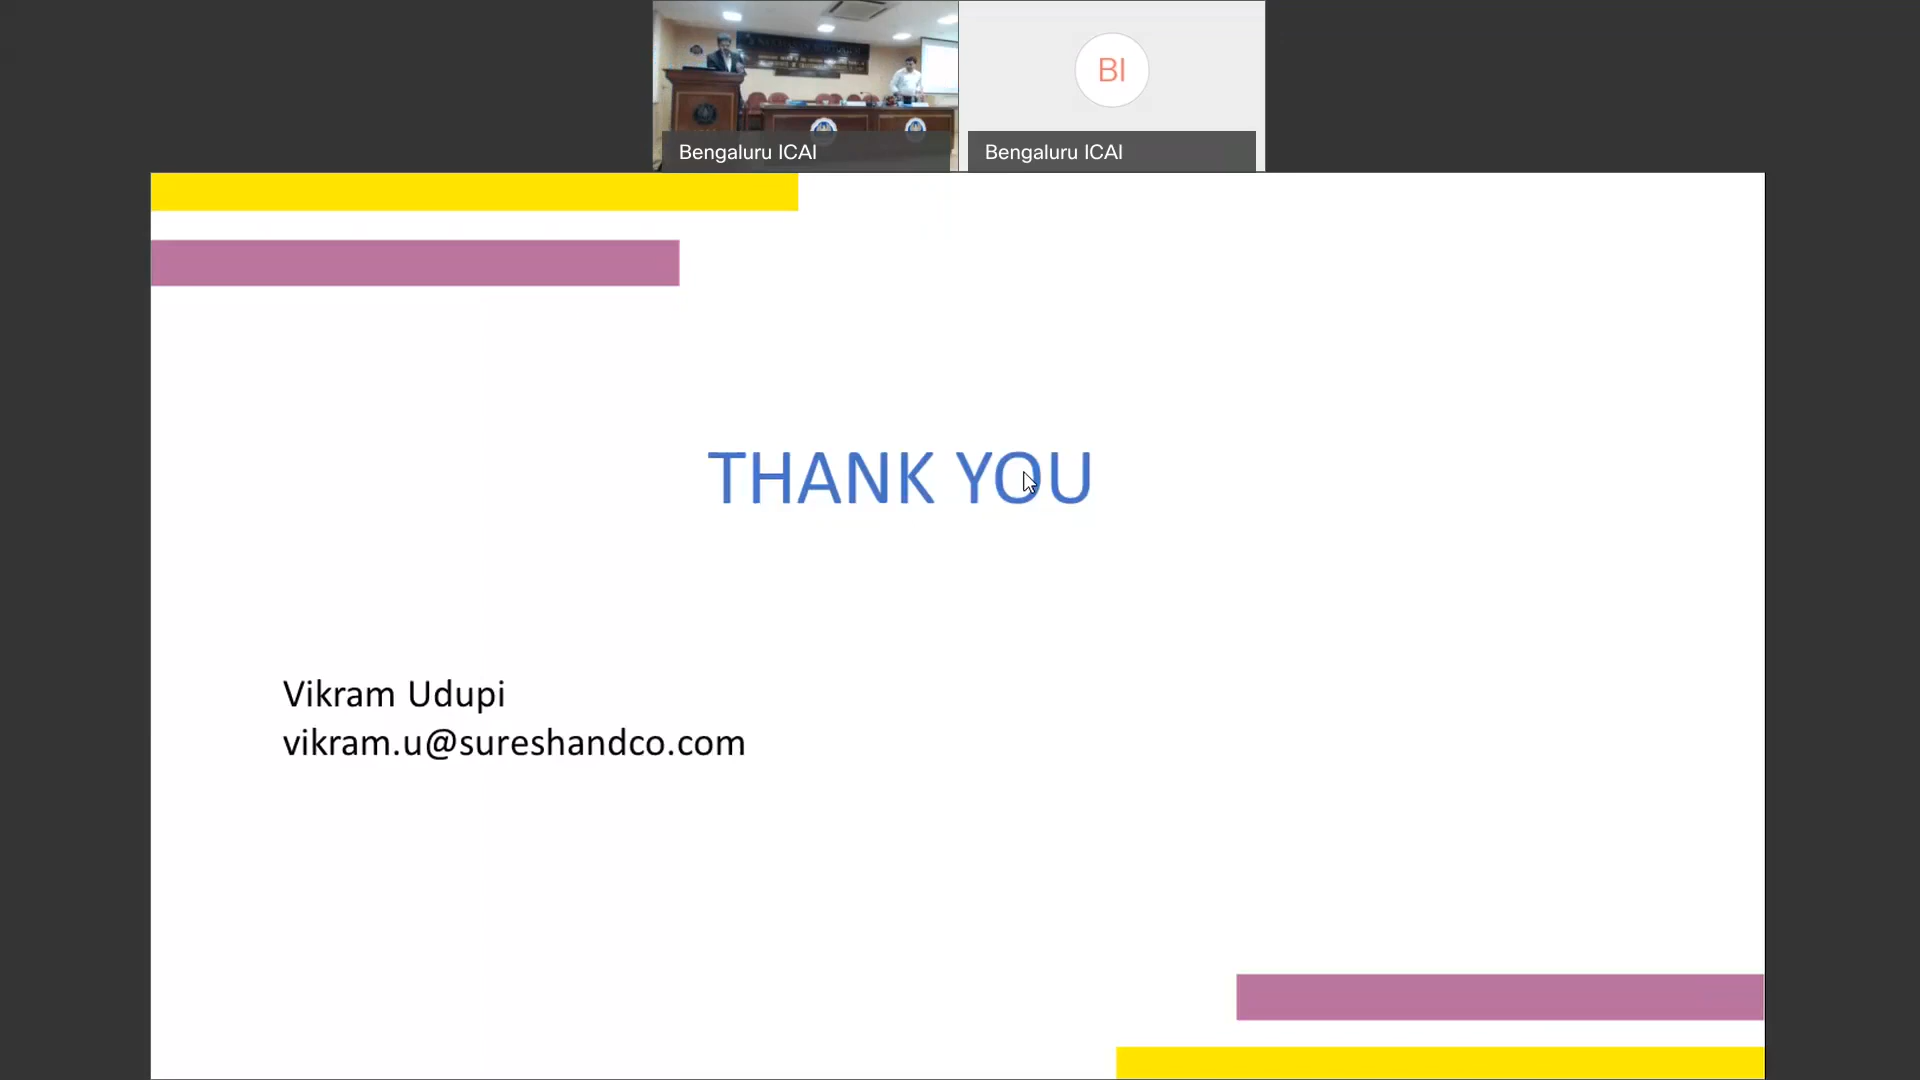 Bengaluru ICAI
BI
Bengaluru ICAI
THANK YOU
Vikram Udupi
vikram.u@sureshandco.com